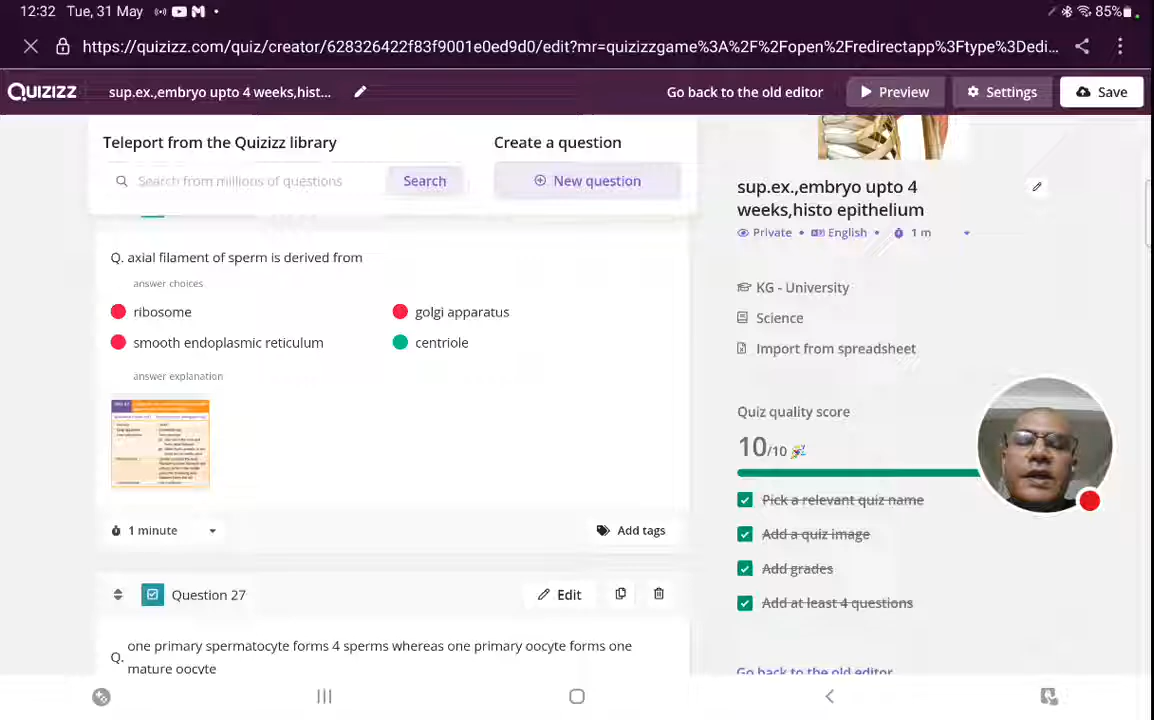 12:32 Tue, 31 May
85%
https://quizizz.com/quiz/creator/628326422f83f9001e0ed9d0/edit?mr=quizizzgame%3A%2F%2Fopen%2Fredirectapp%3Ftype%3Dedi...
QUIZIZZ
sup.ex.,embryo upto 4 weeks,hist...
Go back to the old editor
Preview
Settings
Save
Teleport from the Quizizz library
Create a question
Search from millions of questions
Search
New question
Q. axial filament of sperm is derived from
answer choices
ribosome
golgi apparatus
smooth endoplasmic reticulum
centriole
answer explanation
1 minute
Add tags
Question 27
Edit
Q. one primary spermatocyte forms 4 sperms whereas one primary oocyte forms one
mature oocyte
sup.ex.,embryo upto 4
weeks,histo epithelium
Private • English • 1 m
KG - University
Science
Import from spreadsheet
Quiz quality score
10/10
Pick a relevant quiz name
Add a quiz image
Add grades
Add at least 4 questions
Go back to the old editor